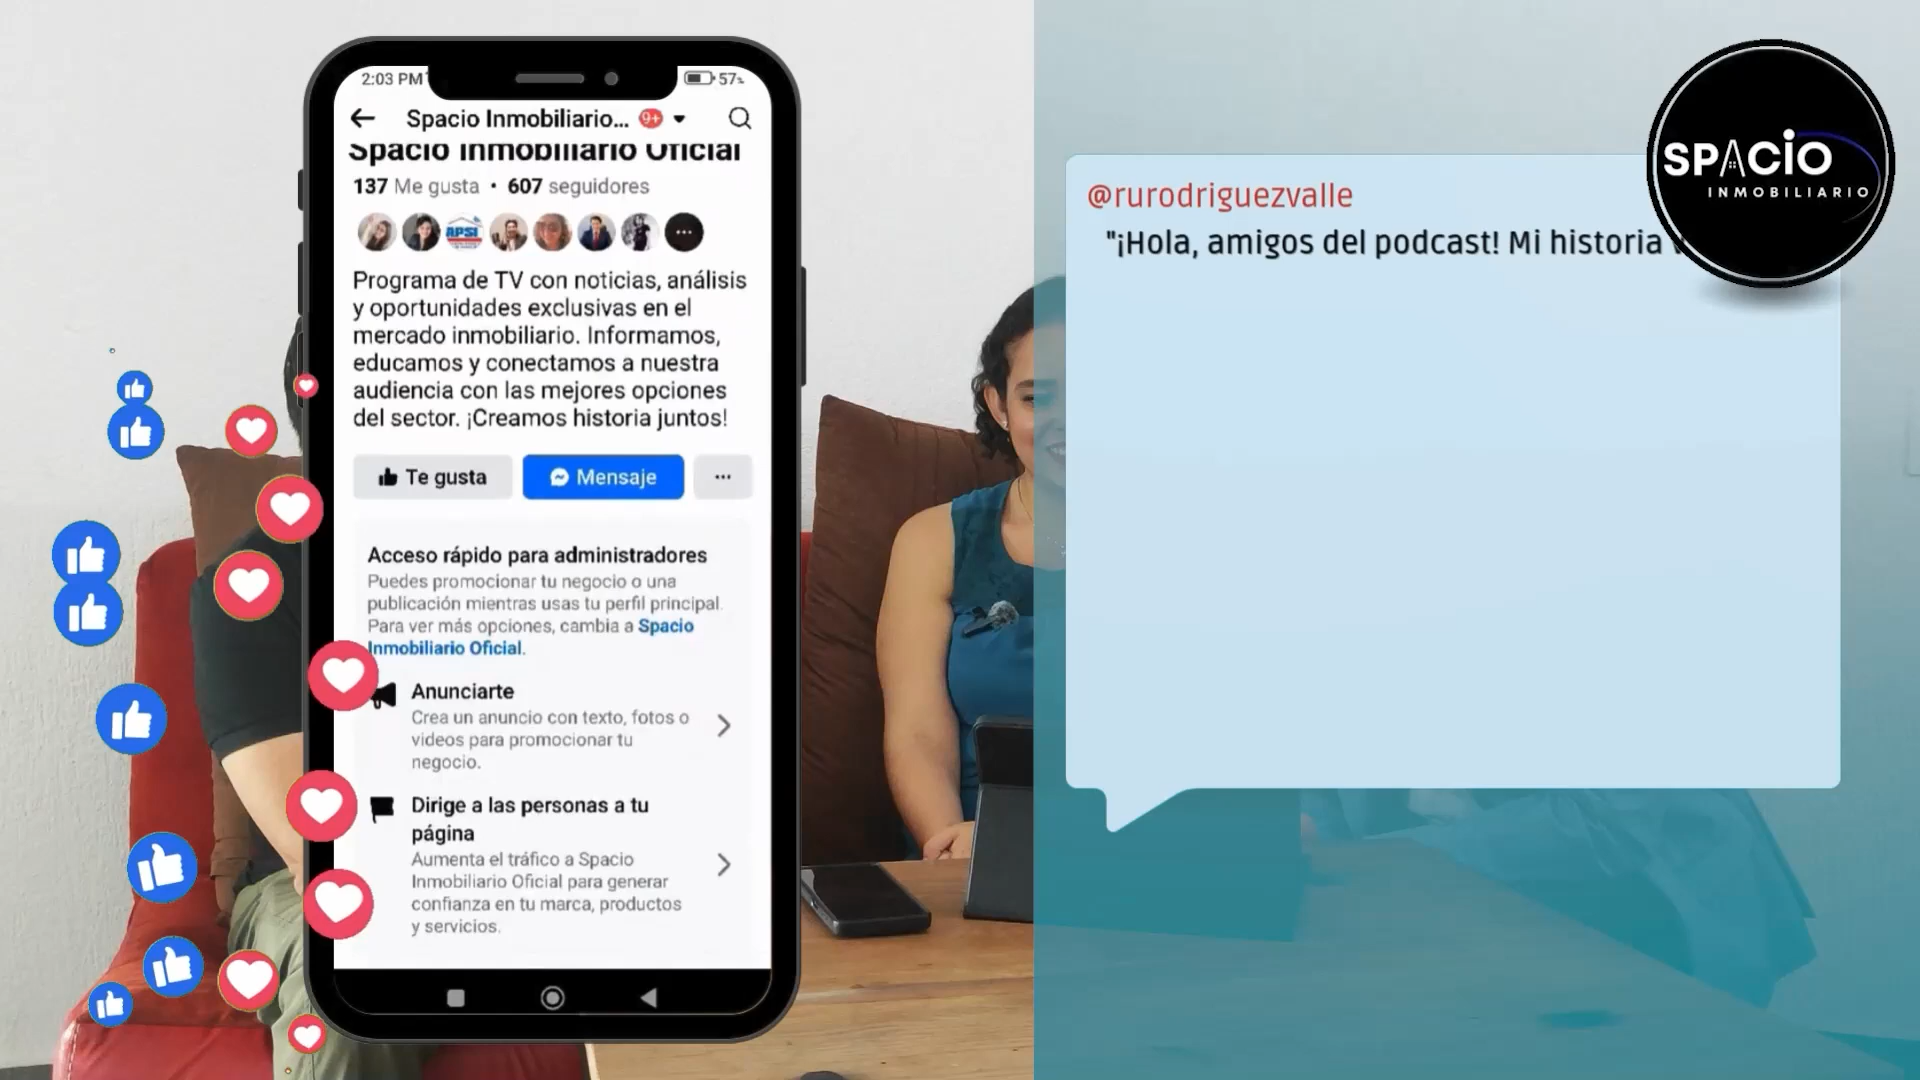 2:03 PM
57%
Spacio Inmobiliario...
9+
Spacio Inmobiliario Oficial
137 Me gusta • 607 seguidores
APSI
Programa de TV con noticias, análisis
y oportunidades exclusivas en el
mercado inmobiliario. Informamos,
educamos y conectamos a nuestra
audiencia con las mejores opciones
del sector. ¡Creamos historia juntos!
Te gusta
Mensaje
Acceso rápido para administradores
Puedes promocionar tu negocio o una
publicación mientras usas tu perfil principal.
Para ver más opciones, cambia a Spacio
Inmobiliario Oficial.
Anunciarte
Crea un anuncio con texto, fotos o
videos para promocionar tu
negocio.
Dirige a las personas a tu
página
Aumenta el tráfico a Spacio
Inmobiliario Oficial para generar
confianza en tu marca, productos
y servicios.
@rurodriguezvalle
"¡Hola, amigos del podcast! Mi historia
SPACIO
INMOBILIARIO